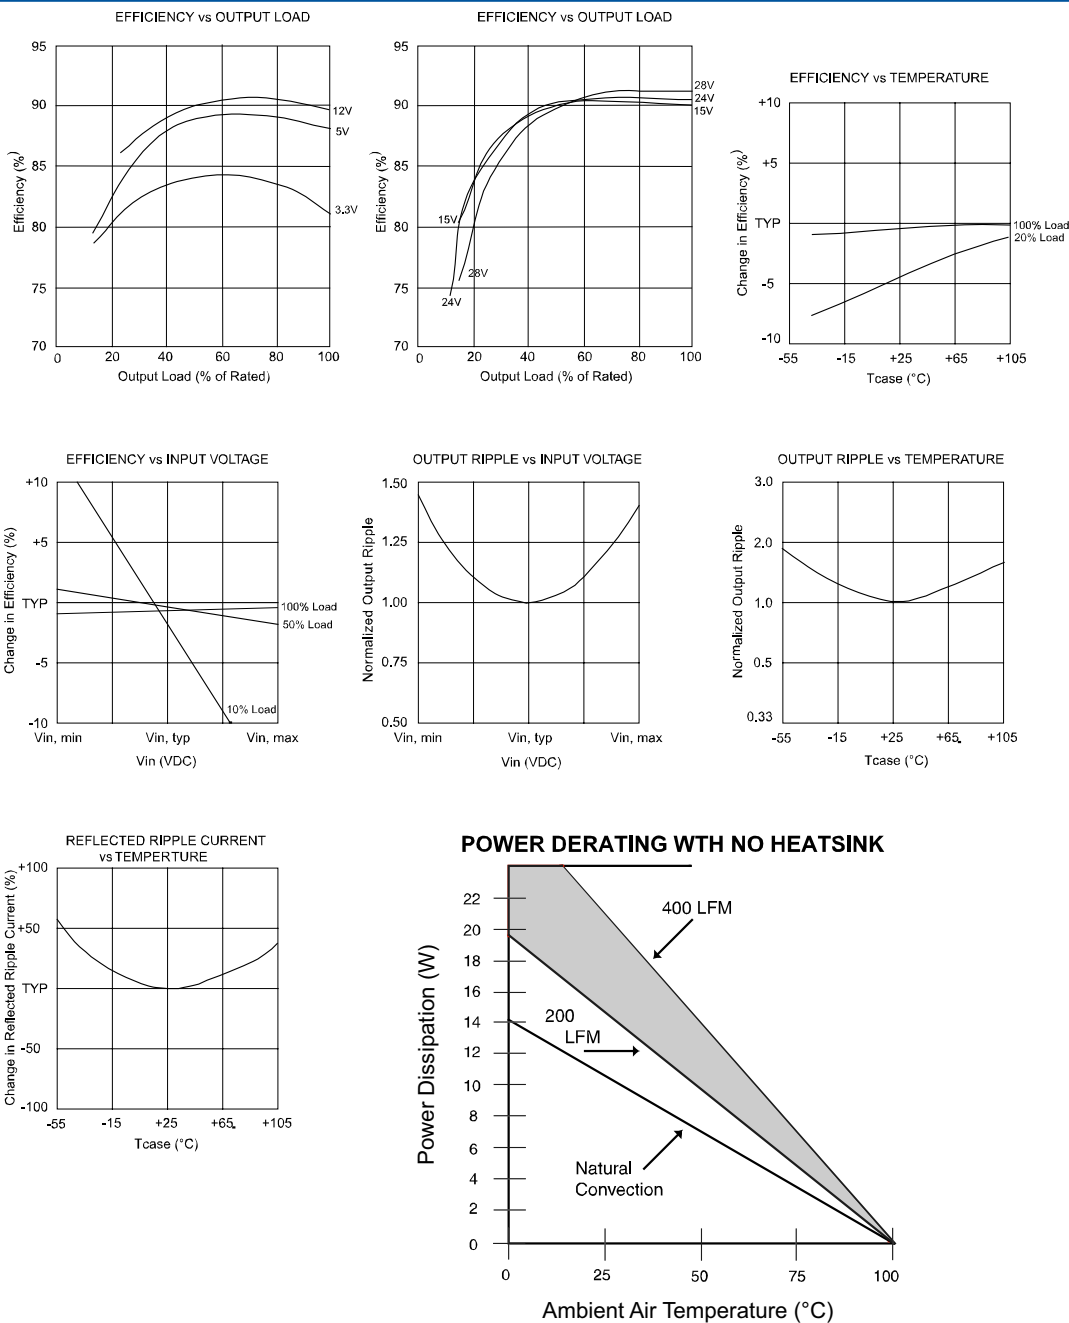 EFFICIENCY vs OUTPUT LOAD
95
90
85
80
75
70
Efficiency (%)
12V
5V
3.3V
0 20 40 60 80 100
Output Load (% of Rated)
EFFICIENCY vs OUTPUT LOAD
95
90
85
80
75
70
Efficiency (%)
28V
24V
15V
15V
28V
24V
0 20 40 60 80 100
Output Load (% of Rated)
EFFICIENCY vs TEMPERATURE
+10
+5
TYP
-5
-10
Change in Efficiency (%)
100% Load
20% Load
-55 -15 +25 +65 +105
Tcase (°C)
EFFICIENCY vs INPUT VOLTAGE
+10
+5
TYP
-5
-10
Change in Efficiency (%)
100% Load
50% Load
10% Load
Vin, min Vin, typ Vin, max
Vin (VDC)
OUTPUT RIPPLE vs INPUT VOLTAGE
1.50
1.25
1.00
0.75
0.50
Normalized Output Ripple
Vin, min Vin, typ Vin, max
Vin (VDC)
OUTPUT RIPPLE vs TEMPERATURE
3.0
2.0
1.0
0.5
0.33
Normalized Output Ripple
-55 -15 +25 +65 +105
Tcase (°C)
REFLECTED RIPPLE CURRENT
vs TEMPERTURE
+100
+50
TYP
-50
-100
Change in Reflected Ripple Current (%)
-55 -15 +25 +65 +105
Tcase (°C)
POWER DERATING WTH NO HEATSINK
22
20
18
16
14
12
10
8
6
4
2
0
Power Dissipation (W)
400 LFM
200
LFM
Natural
Convection
0 25 50 75 100
Ambient Air Temperature (°C)